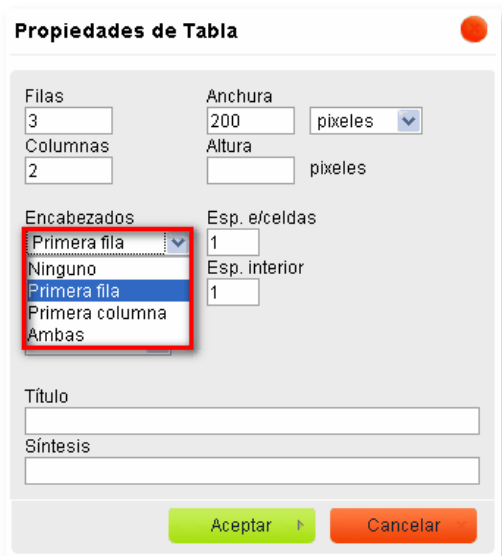 Propiedades de Tabla
Filas Anchura
3 200 pixeles
Columnas Altura
2 pixeles
Encabezados Esp. e/celdas
Primera fila 1
Ninguno Esp. interior
Primera fila 1
Primera columna
Ambas
Título
Síntesis
Aceptar Cancelar